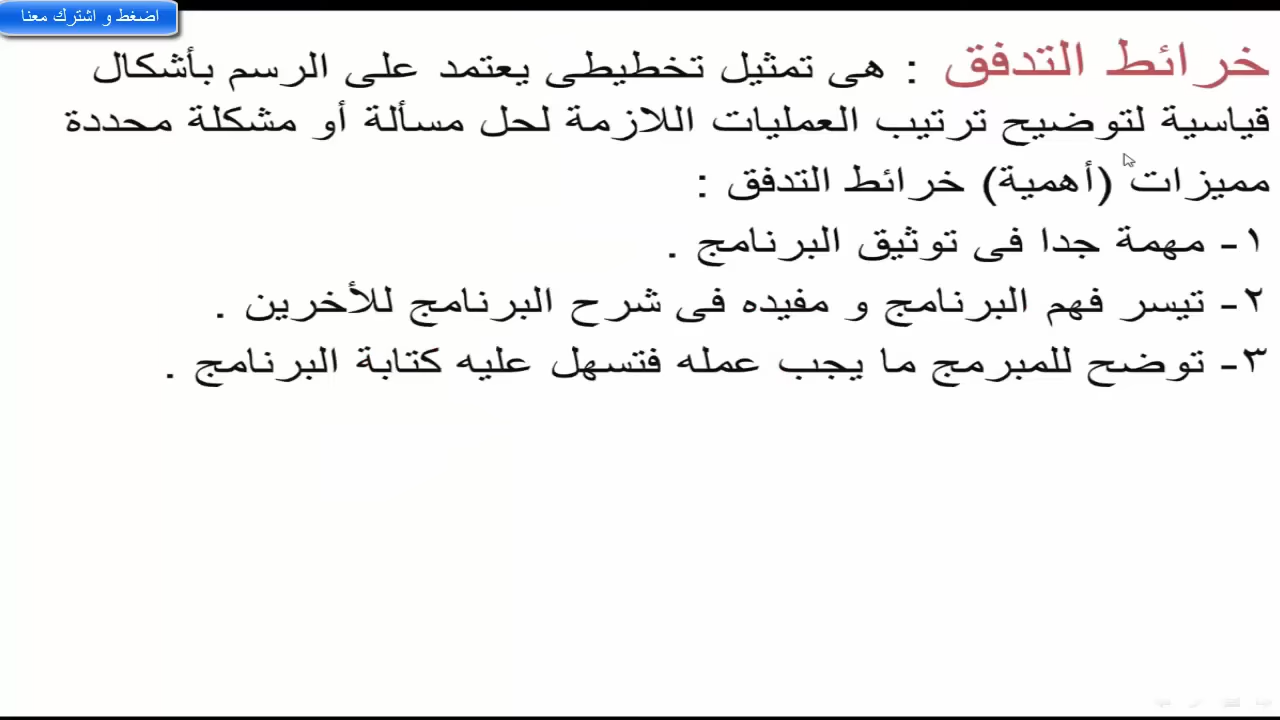 اضغط و اشترك معنا
خرائط التدفق : هى تمثيل تخطيطى يعتمد على الرسم بأشكال
قياسية لتوضيح ترتيب العمليات اللازمة لحل مسألة أو مشكلة محددة
مميزات (أهمية) خرائط التدفق :
١- مهمة جدا فى توثيق البرنامج .
٢- تيسر فهم البرنامج و مفيده فى شرح البرنامج للأخرين .
٣- توضح للمبرمج ما يجب عمله فتسهل عليه كتابة البرنامج .